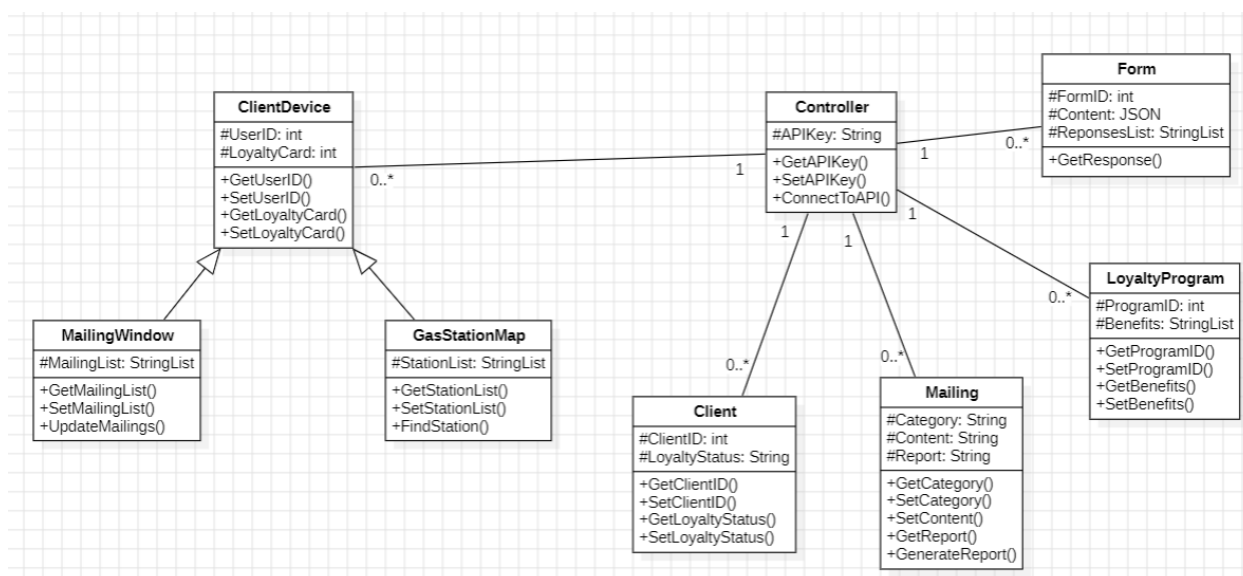 ClientDevice
#UserID: int
#LoyaltyCard: int
+GetUserID()
+SetUserID()
+GetLoyaltyCard()
+SetLoyaltyCard()
0..*
1
Controller
#APIKey: String
+GetAPIKey()
+SetAPIKey()
+ConnectToAPI()
1
0..*
Form
#FormID: int
#Content: JSON
#ReponsesList: StringList
+GetResponse()
1
0..*
LoyaltyProgram
#ProgramID: int
#Benefits: StringList
+GetProgramID()
+SetProgramID()
+GetBenefits()
+SetBenefits()
MailingWindow
#MailingList: StringList
+GetMailingList()
+SetMailingList()
+UpdateMailings()
GasStationMap
#StationList: StringList
+GetStationList()
+SetStationList()
+FindStation()
1
0..*
Client
#ClientID: int
#LoyaltyStatus: String
+GetClientID()
+SetClientID()
+GetLoyaltyStatus()
+SetLoyaltyStatus()
1
0..*
Mailing
#Category: String
#Content: String
#Report: String
+GetCategory()
+SetCategory()
+SetContent()
+GetReport()
+GenerateReport()